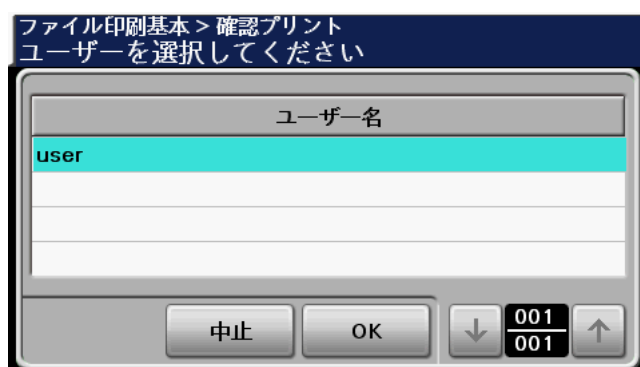 ファイル印刷基本 > 確認プリント
ユーザーを選択してください
ユーザー名
user
中止
OK
001
001